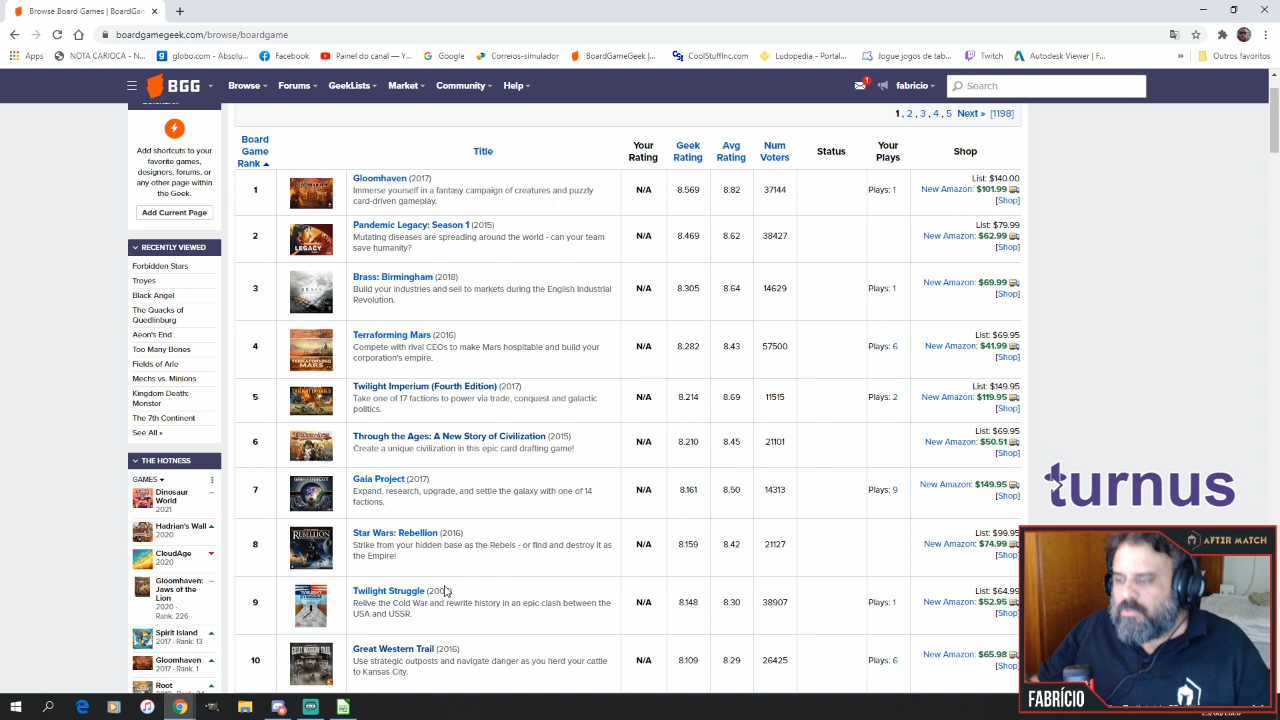 Browse Board Games | BoardGam
boardgamegeek.com/browse/boardgame
Apps
NOTA CARIOCA - N...
globo.com - Absolut...
Facebook
Painel do canal — Y...
Google
Correios-simulador
BoardGameGeek |...
CoolStuffInc.com
Ludopedia - Portal...
Jogue jogos de tab...
Twitch
Autodesk Viewer | F...
»
Outros favoritos
BGG
Browse
Forums
GeekLists
Market
Community
Help
1
fabricio
Search
Add shortcuts to your
favorite games,
designers, forums, or
any other page within
the Geek.
Add Current Page
RECENTLY VIEWED
Forbidden Stars
Troyes
Black Angel
The Quacks of
Quedlinburg
Aeon's End
Too Many Bones
Fields of Arle
Mechs vs. Minions
Kingdom Death:
Monster
The 7th Continent
See All »
THE HOTNESS
GAMES
Dinosaur
World
2021
Hadrian's Wall
2020
CloudAge
2020
Gloomhaven:
Jaws of the
Lion
2020 -
Rank: 226
Spirit Island
2017 - Rank: 13
Gloomhaven
2017 - Rank: 1
Root
1 , 2 , 3 , 4 , 5 Next » [1198]
Board
Game
Rank
Title
Your
Rating
Geek
Rating
Avg
Rating
Num
Voters
Status
Your
Plays
Shop
1
Gloomhaven (2017)
Immerse yourself in a fantasy campaign of creatures and puzzly
card-driven gameplay.
N/A 8.569 8.82 37144 Plays: 1
List: $140.00
New Amazon: $101.99
[Shop]
2
Pandemic Legacy: Season 1 (2015)
Mutating diseases are spreading around the world - can your team
save humanity?
N/A 8.469 8.62 38427
List: $79.99
New Amazon: $62.99
[Shop]
3
Brass: Birmingham (2018)
Build your industries and sell to markets during the English Industrial
Revolution.
N/A 8.305 8.64 14629 Plays: 1
New Amazon: $69.99
[Shop]
4
Terraforming Mars (2016)
Compete with rival CEOs to make Mars hospitable and build your
corporation's empire.
N/A 8.282 8.43 57500 Plays: 6
List: $69.95
New Amazon: $41.99
[Shop]
5
Twilight Imperium (Fourth Edition) (2017)
Take one of 17 factions to power via trade, conquest and galactic
politics.
N/A 8.214 8.69 11515 Plays: 2
List: $149.95
New Amazon: $119.95
[Shop]
6
Through the Ages: A New Story of Civilization (2015)
Create a unique civilization in this epic card drafting game!
N/A 8.210 8.45 21101
List: $69.95
New Amazon: $50.51
[Shop]
7
Gaia Project (2017)
Expand, research, upgrade, and settle the galaxy with one of 14
factions.
N/A 8.161 8.50 14313 Plays: 9
New Amazon: $149.95
[Shop]
8
Star Wars: Rebellion (2016)
Strike from your hidden base as the Rebels - or find and destroy it as
the Empire!
N/A 8.159 8.42 21127
List: $99.95
New Amazon: $74.99
[Shop]
9
Twilight Struggle (200
Relive the Cold War and rewrite history in an epic clash between the
USA and USSR.
N/A 8.148 8.30 38907 Plays: 1
List: $64.99
New Amazon: $52.95
[Shop]
10
Great Western Trail (2016)
Use strategic outposts and navigate danger as you herd your cattle
to Kansas City.
N/A 8.109 8.29 26425 Plays: 6
New Amazon: $65.98
[Shop]
turnus
AFTER MATCH
FABRÍCIO